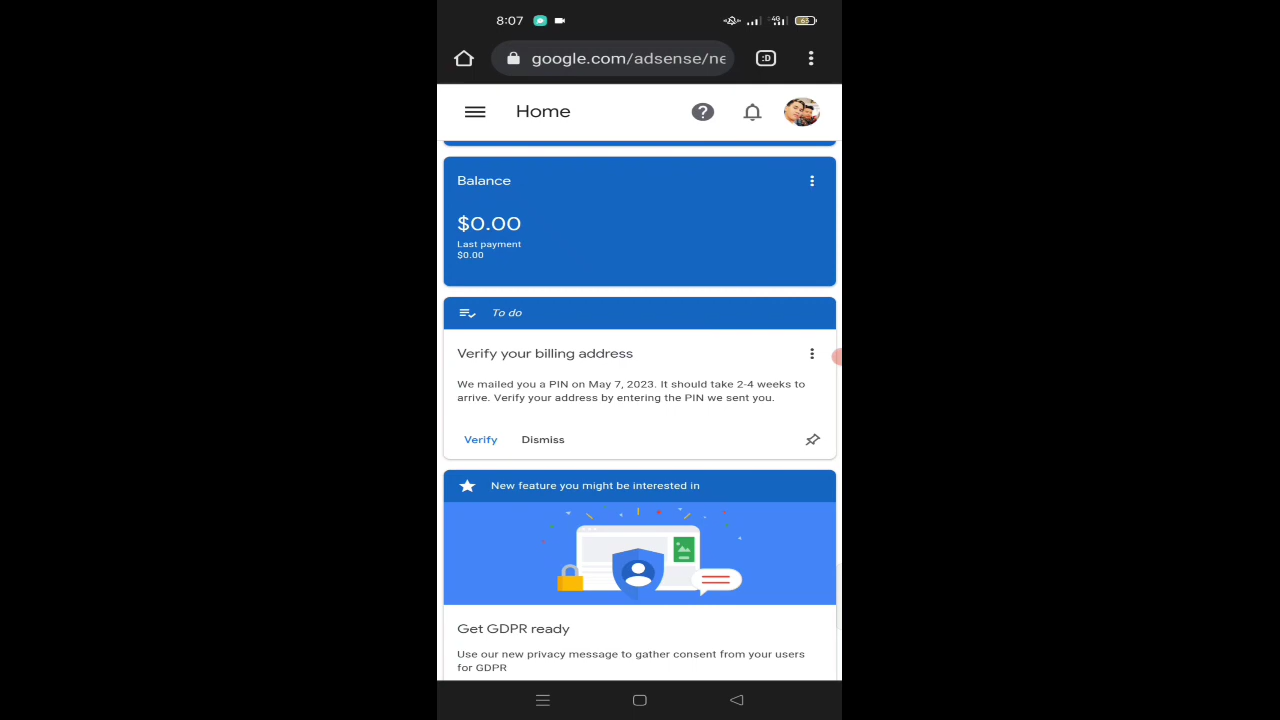 8:07
4G
63
google.com/adsense/ne
:D
Home
Balance
$0.00
Last payment
$0.00
To do
Verify your billing address
We mailed you a PIN on May 7, 2023. It should take 2-4 weeks to
arrive. Verify your address by entering the PIN we sent you.
Verify Dismiss
New feature you might be interested in
Get GDPR ready
Use our new privacy message to gather consent from your users
for GDPR